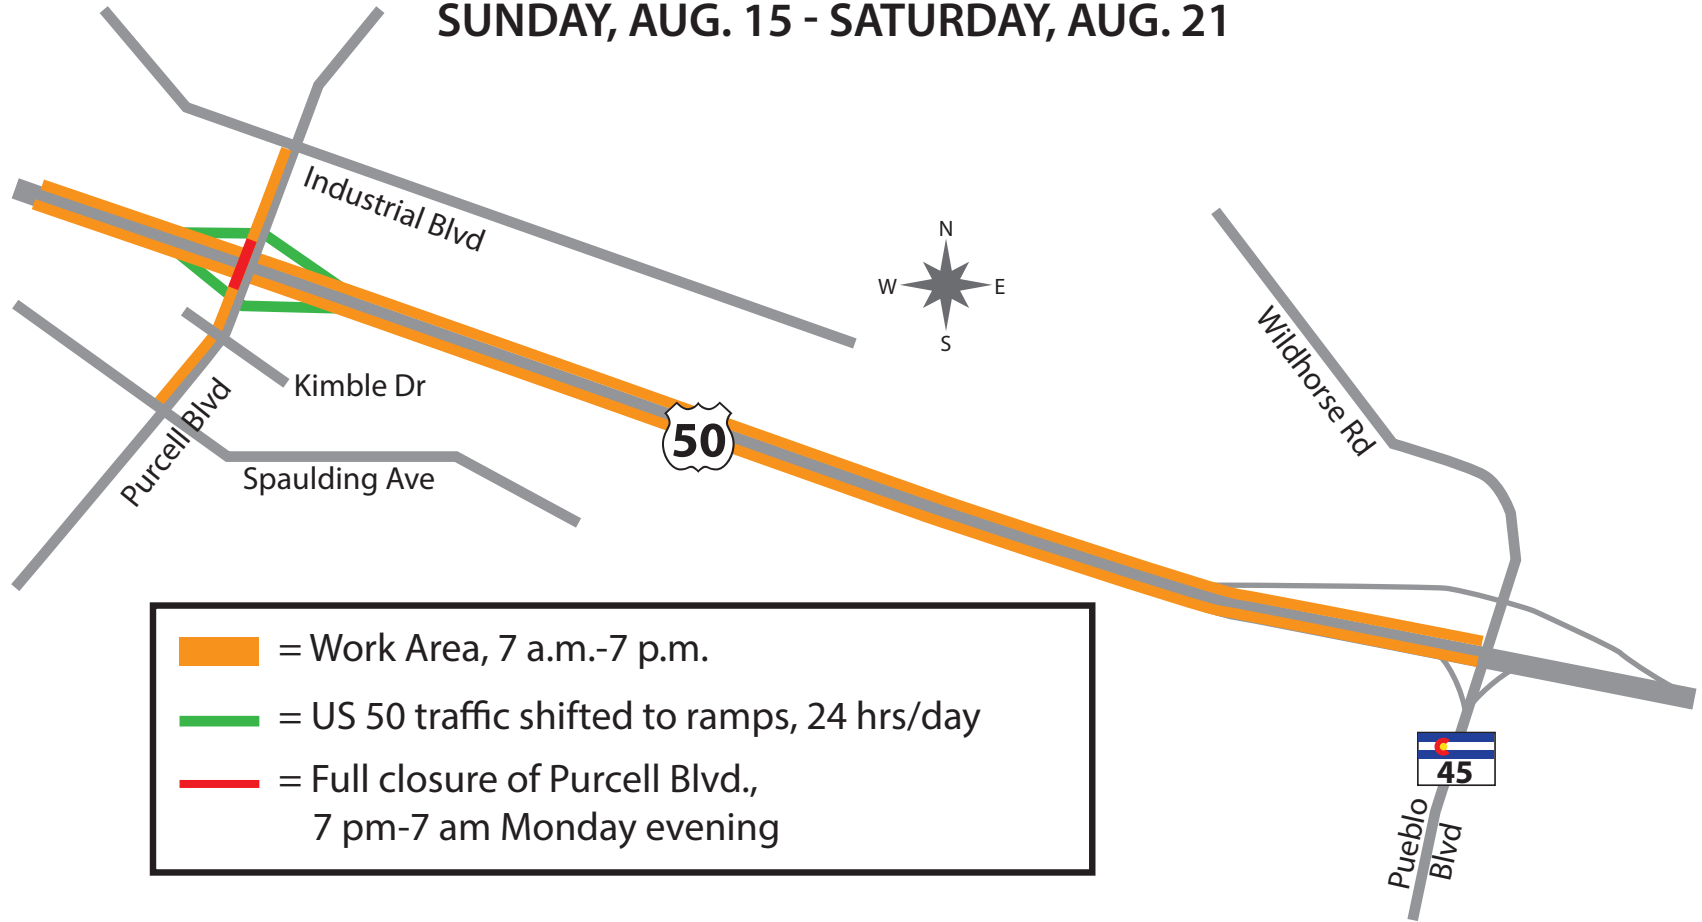 SUNDAY, AUG. 15 - SATURDAY, AUG. 21
Industrial Blvd
N
W
E
S
Wildhorse Rd
Kimble Dr
Purcell Blvd
50
Spaulding Ave
= Work Area, 7 a.m.-7 p.m.
= US 50 traffic shifted to ramps, 24 hrs/day
= Full closure of Purcell Blvd.,
7 pm-7 am Monday evening
45
Pueblo
Blvd